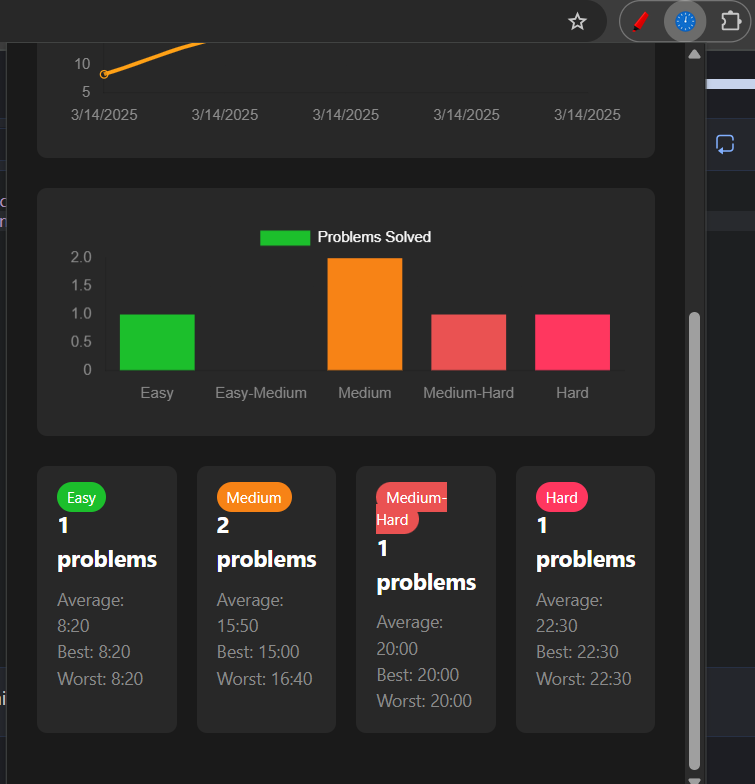 10
5
3/14/2025 3/14/2025 3/14/2025 3/14/2025 3/14/2025
Problems Solved
2.0
1.5
1.0
0.5
0
Easy Easy-Medium Medium Medium-Hard Hard
Easy
1
problems
Average:
8:20
Best: 8:20
Worst: 8:20
Medium
2
problems
Average:
15:50
Best: 15:00
Worst: 16:40
Medium-
Hard
1
problems
Average:
20:00
Best: 20:00
Worst: 20:00
Hard
1
problems
Average:
22:30
Best: 22:30
Worst: 22:30